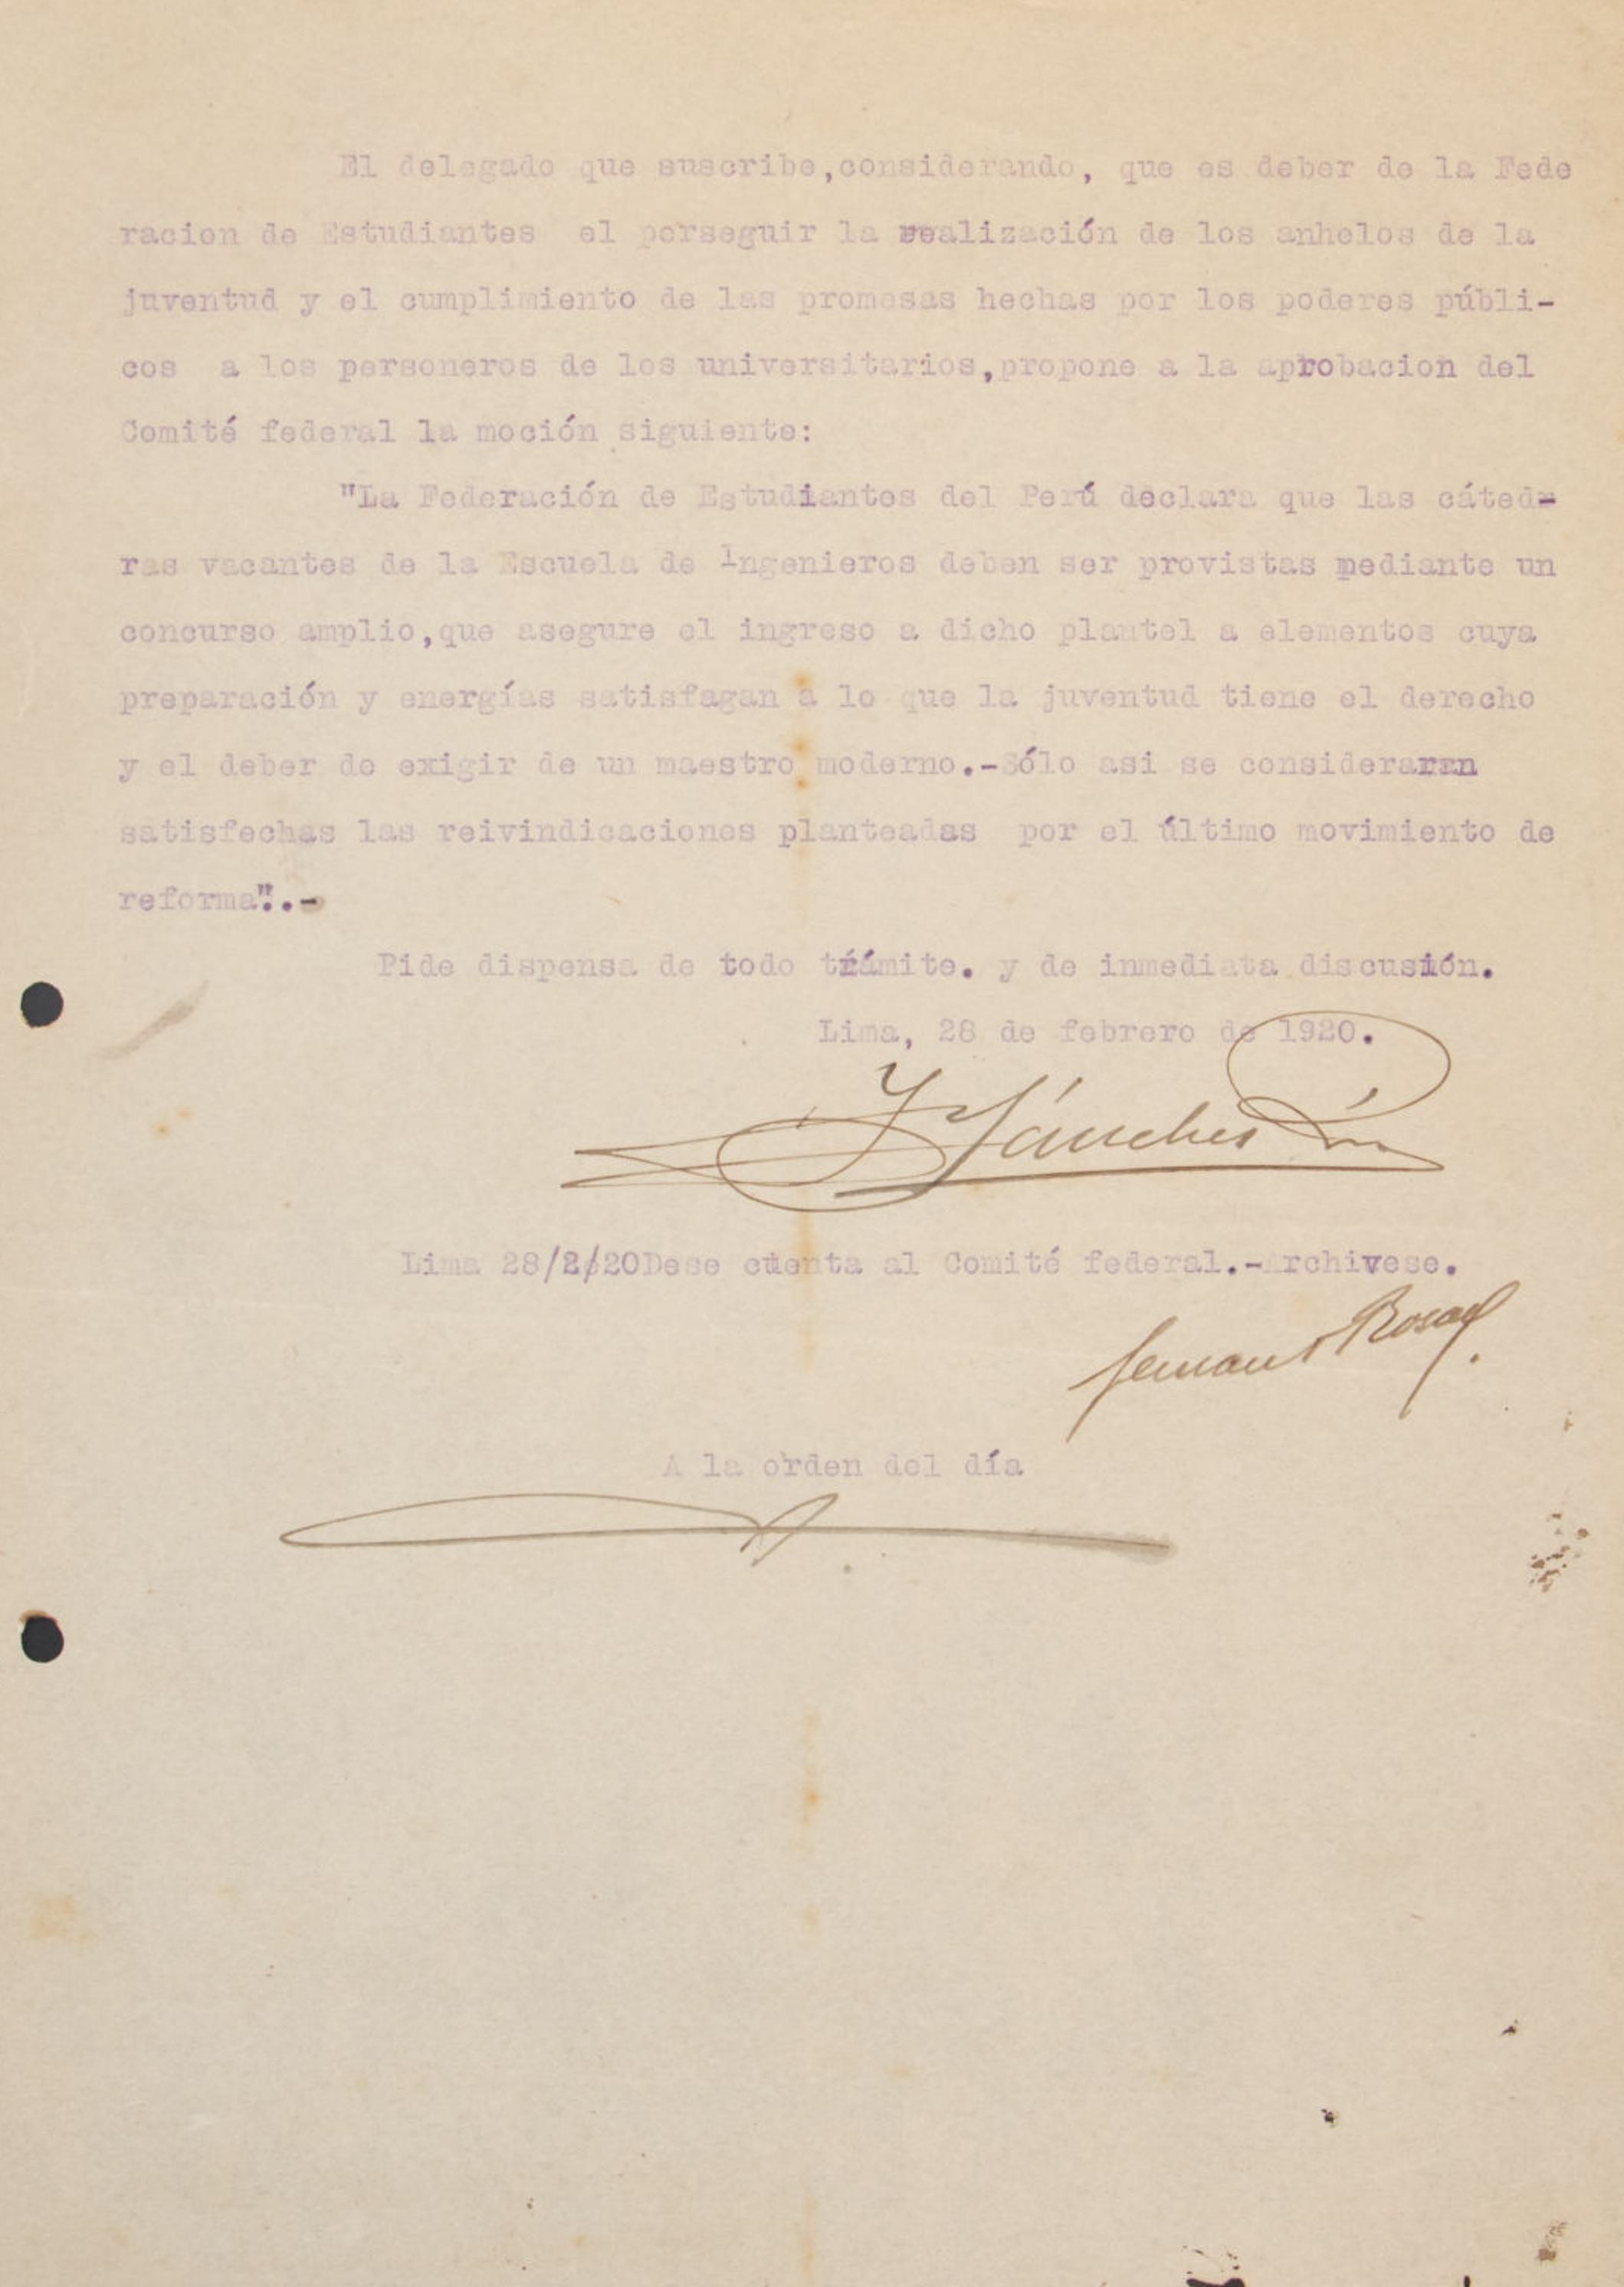 El delegado que suscribe,considerando, que es deber de la Fede
racion de Estudiantes el perseguir la realización de los anhelos de la
juventud y el cumplimiento de las promesas hechas por los poderes públi-
cos a los personeros de los universitarios,propone a la aprobacion del
Comité federal la moción siguiente:
"La Federación de Estudiantes del Perú declara que las cáted-
ras vacantes de la Escuela de Ingenieros deben ser provistas mediante un
concurso amplio,que asegure el ingreso a dicho plantel a elementos cuya
preparación y energías satisfagan a lo que la juventud tiene el derecho
y el deber de exigir de un maestro moderno.-Sólo asi se consideraran
satisfechas las reivindicaciones planteadas por el último movimiento de
reforma".-
Pide dispensa de todo trámite. y de inmediata discusión.
Lima, 28 de febrero de 1920.
Sánchez
Lima 28/2/20Dese cuenta al Comité federal.-Archivese.
A la orden del día